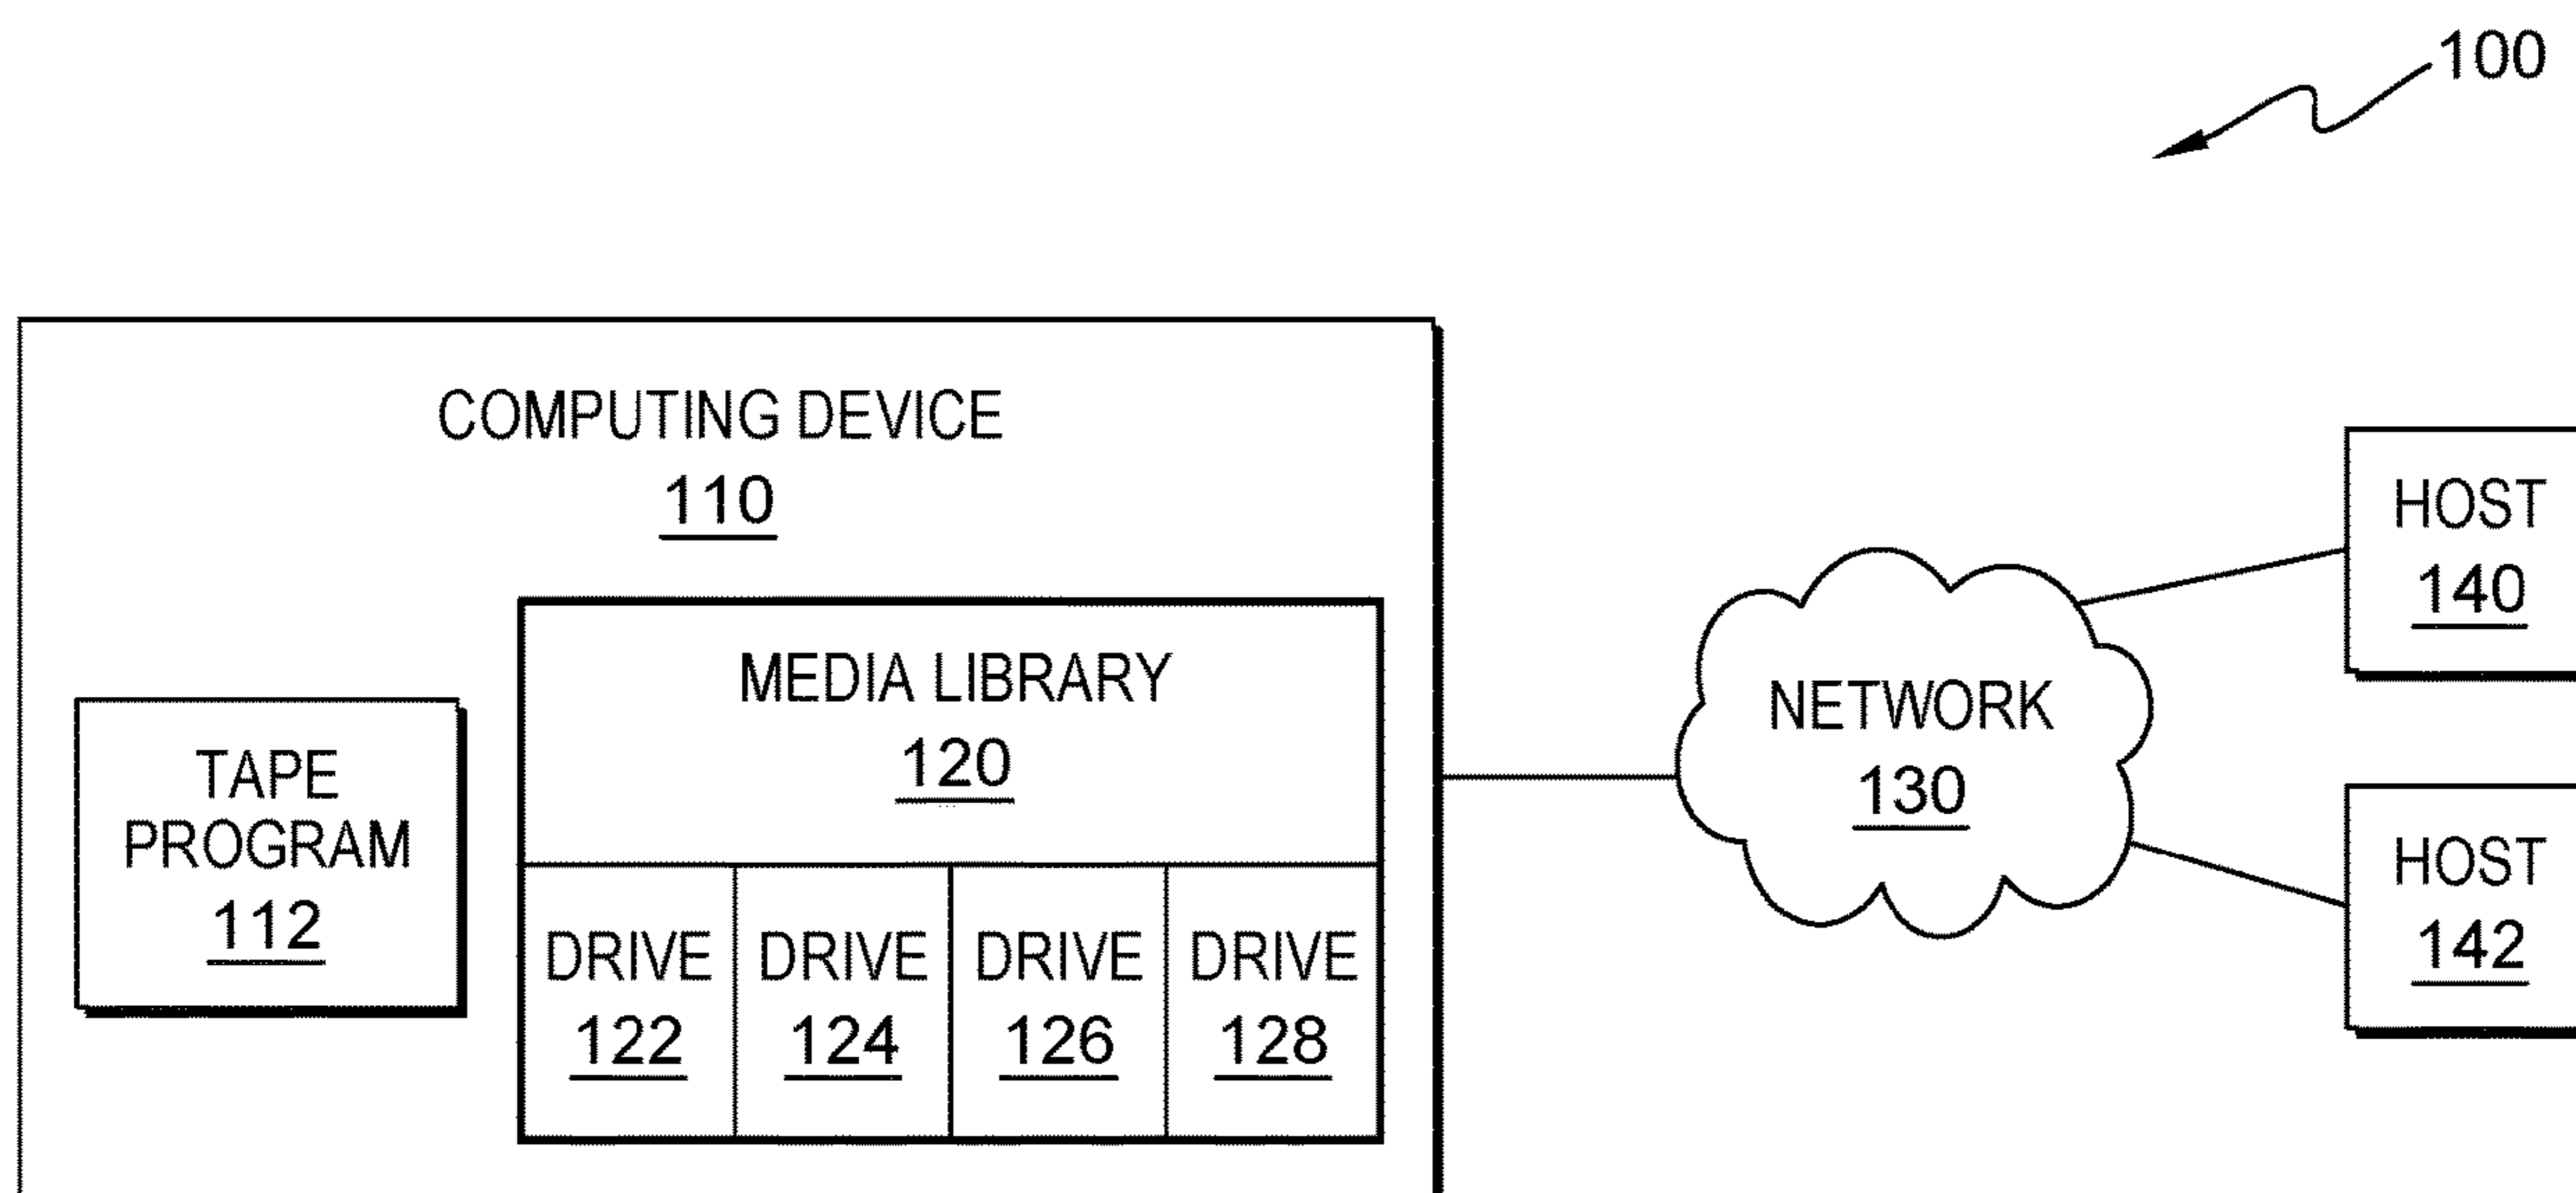 100
COMPUTING DEVICE
110
MEDIA LIBRARY
120
TAPE
PROGRAM
112
DRIVE DRIVE DRIVE DRIVE
122 124 126 128
NETWORK
130
HOST
140
HOST
142